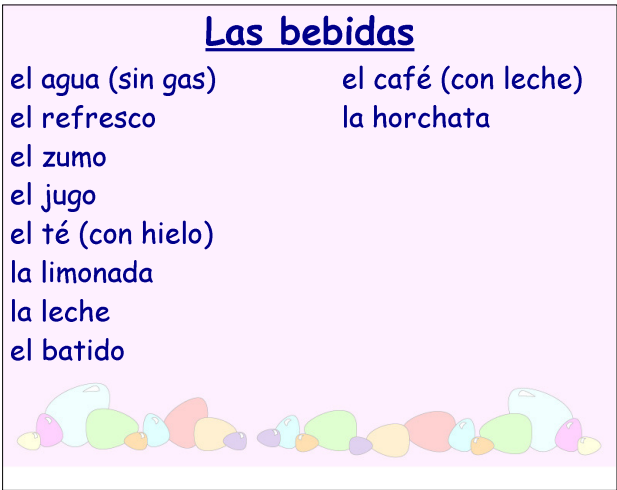 Las bebidas
el agua (sin gas)
el refresco
el zumo
el jugo
el té (con hielo)
la limonada
la leche
el batido
el café (con leche)
la horchata